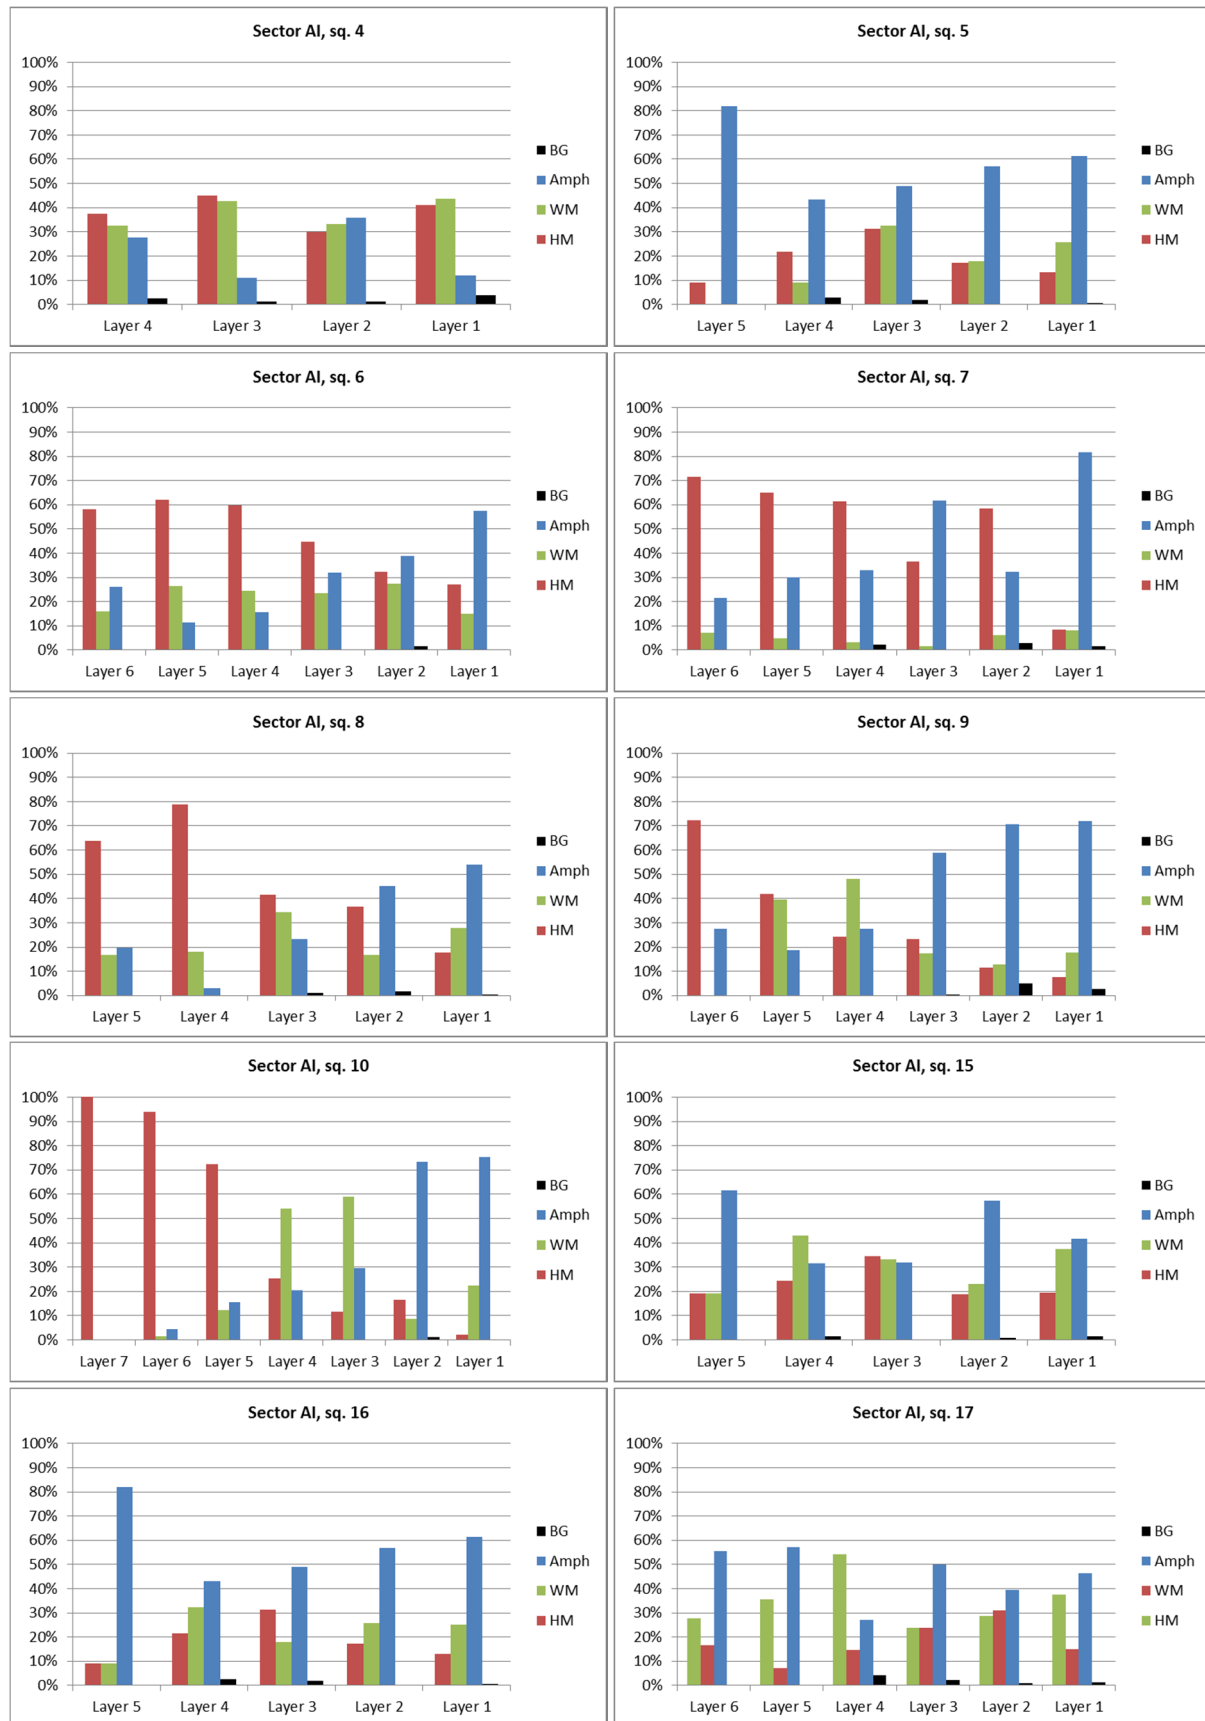 Sector AI, sq. 4
100%
90%
80%
70%
60%
50%
40%
30%
20%
10%
0%
Layer 4 Layer 3 Layer 2 Layer 1
BG
Amph
WM
HM
Sector AI, sq. 5
100%
90%
80%
70%
60%
50%
40%
30%
20%
10%
0%
Layer 5 Layer 4 Layer 3 Layer 2 Layer 1
BG
Amph
WM
HM
Sector AI, sq. 6
100%
90%
80%
70%
60%
50%
40%
30%
20%
10%
0%
Layer 6 Layer 5 Layer 4 Layer 3 Layer 2 Layer 1
BG
Amph
WM
HM
Sector AI, sq. 7
100%
90%
80%
70%
60%
50%
40%
30%
20%
10%
0%
Layer 6 Layer 5 Layer 4 Layer 3 Layer 2 Layer 1
BG
Amph
WM
HM
Sector AI, sq. 8
100%
90%
80%
70%
60%
50%
40%
30%
20%
10%
0%
Layer 5 Layer 4 Layer 3 Layer 2 Layer 1
BG
Amph
WM
HM
Sector AI, sq. 9
100%
90%
80%
70%
60%
50%
40%
30%
20%
10%
0%
Layer 6 Layer 5 Layer 4 Layer 3 Layer 2 Layer 1
BG
Amph
WM
HM
Sector AI, sq. 10
100%
90%
80%
70%
60%
50%
40%
30%
20%
10%
0%
Layer 7 Layer 6 Layer 5 Layer 4 Layer 3 Layer 2 Layer 1
BG
Amph
WM
HM
Sector AI, sq. 15
100%
90%
80%
70%
60%
50%
40%
30%
20%
10%
0%
Layer 5 Layer 4 Layer 3 Layer 2 Layer 1
BG
Amph
WM
HM
Sector AI, sq. 16
100%
90%
80%
70%
60%
50%
40%
30%
20%
10%
0%
Layer 5 Layer 4 Layer 3 Layer 2 Layer 1
BG
Amph
WM
HM
Sector AI, sq. 17
100%
90%
80%
70%
60%
50%
40%
30%
20%
10%
0%
Layer 6 Layer 5 Layer 4 Layer 3 Layer 2 Layer 1
BG
Amph
WM
HM